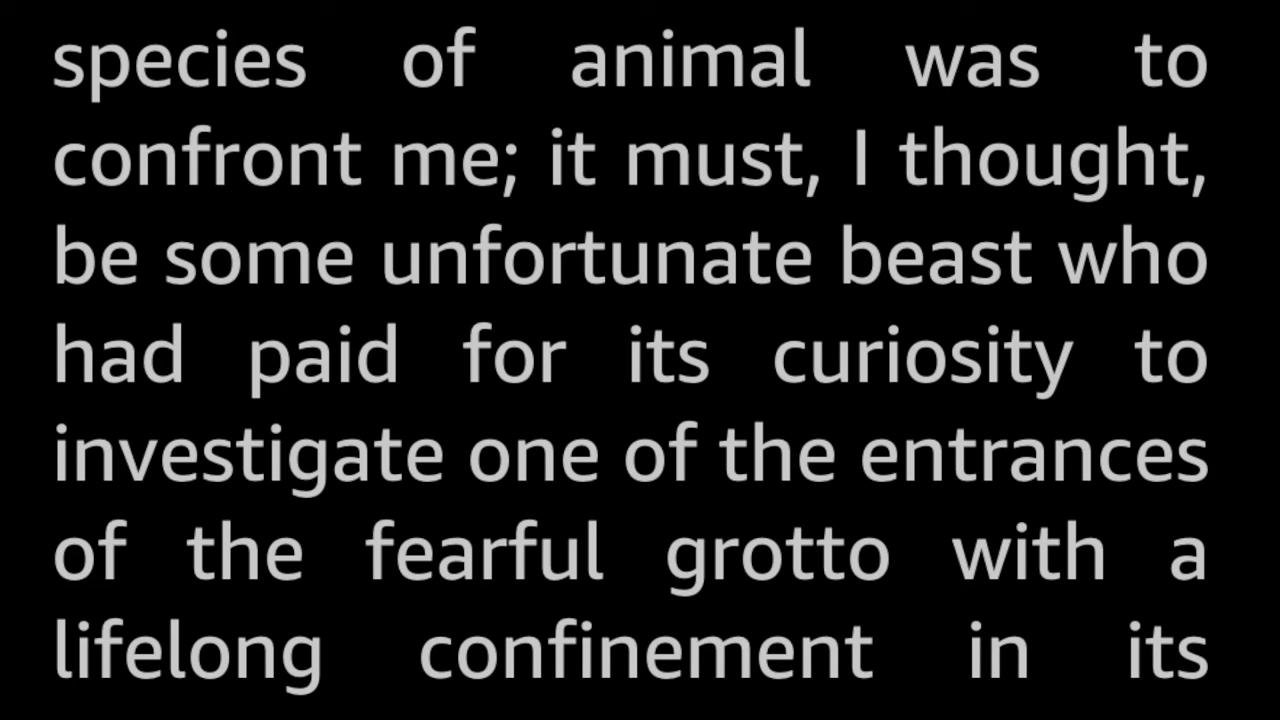 species of animal was to
confront me; it must, I thought,
be some unfortunate beast who
had paid for its curiosity to
investigate one of the entrances
of the fearful grotto with a
lifelong confinement in its